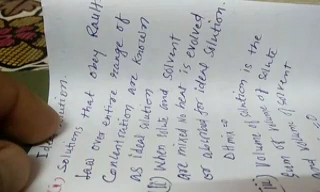 Ideal
(i) Solutions that obey Rault
law over entire range of
Concentration are known
as ideal solution
(ii) When solute and solvent
are mixed no heat is evolved
or absorbed for ideal solution.
DHmix=0
(iii) Volume of solution is the
sum of volume of solute
and volume of solvent